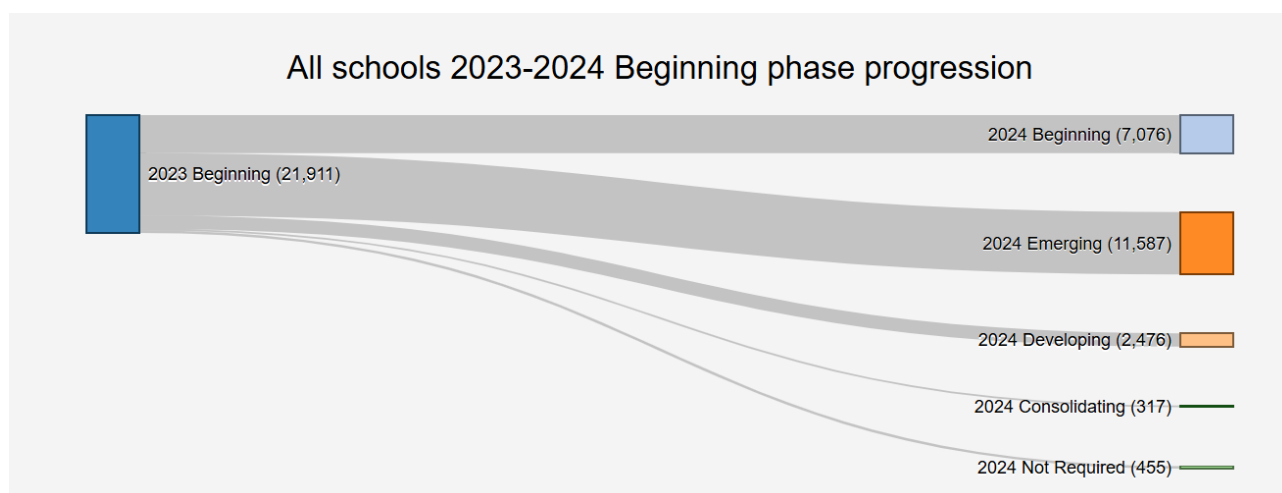 All schools 2023-2024 Beginning phase progression
2024 Beginning (7,076)
2023 Beginning (21,911)
2024 Emerging (11,587)
2024 Developing (2,476)
2024 Consolidating (317)
2024 Not Required (455)